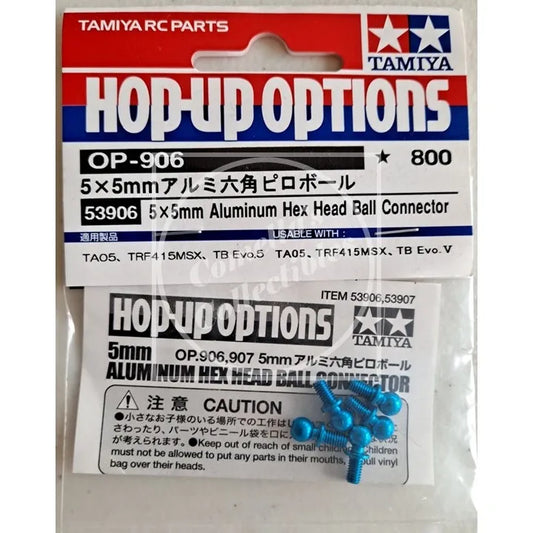 TAMIYA RC PARTS
TAMIYA
HOP-UP OPTIONS
OP-906
★ 800
5×5mmアルミ六角ピロボール
53906 5×5mm Aluminum Hex Head Ball Connector
適用製品 USABLE WITH :
TA05、TRF415MSX、TB Evo.5 TA05、TRF415MSX、TB Evo.V
Comedus
Collectibles
ITEM 53906,53907
HOP-UP OPTIONS
TAMIYA
5mm OP.906,907 5mmアルミ六角ピロボール
ALUMINUM HEX HEAD BALL CONNECTOR
注意 CAUTION
●小さなお子様のいる場所での工作はし
さわったり、パーツやビニール袋を口に
が考えられます。●Keep out of reach of small children. Children
must not be allowed to put any parts in their mouths, pull vinyl
bag over their heads.